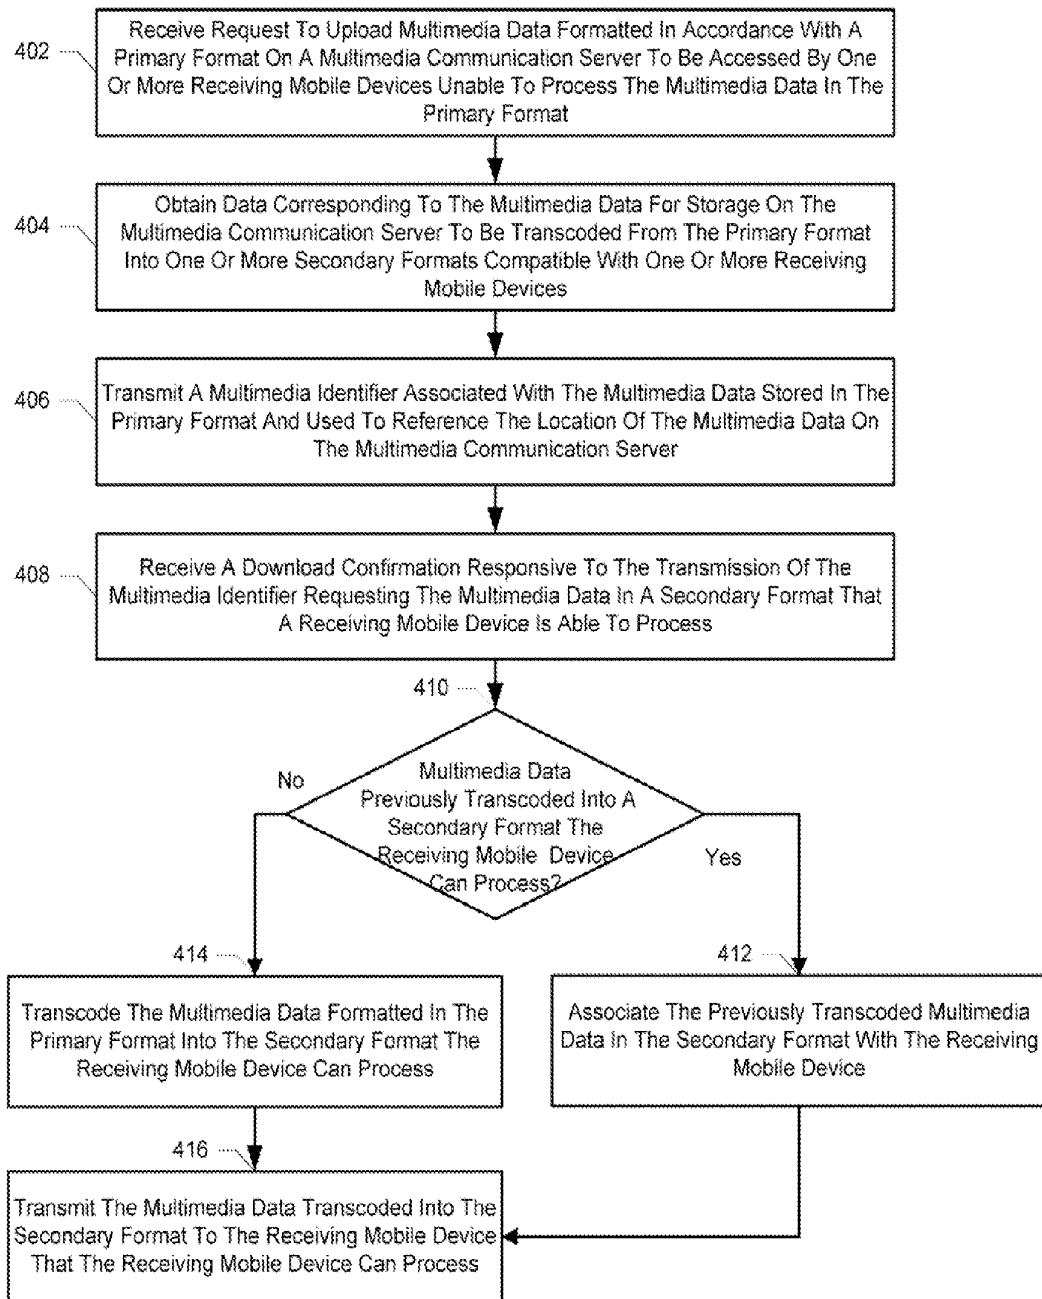 402
Receive Request To Upload Multimedia Data Formatted In Accordance With A
Primary Format On A Multimedia Communication Server To Be Accessed By One
Or More Receiving Mobile Devices Unable To Process The Multimedia Data In The
Primary Format
404
Obtain Data Corresponding To The Multimedia Data For Storage On The
Multimedia Communication Server To Be Transcoded From The Primary Format
Into One Or More Secondary Formats Compatible With One Or More Receiving
Mobile Devices
406
Transmit A Multimedia Identifier Associated With The Multimedia Data Stored In The
Primary Format And Used To Reference The Location Of The Multimedia Data On
The Multimedia Communication Server
408
Receive A Download Confirmation Responsive To The Transmission Of The
Multimedia Identifier Requesting The Multimedia Data In A Secondary Format That
A Receiving Mobile Device Is Able To Process
410
Multimedia Data
Previously Transcoded Into A
Secondary Format The
Receiving Mobile Device
Can Process?
No
Yes
414
Transcode The Multimedia Data Formatted In The
Primary Format Into The Secondary Format The
Receiving Mobile Device Can Process
412
Associate The Previously Transcoded Multimedia
Data In The Secondary Format With The Receiving
Mobile Device
416
Transmit The Multimedia Data Transcoded Into The
Secondary Format To The Receiving Mobile Device
That The Receiving Mobile Device Can Process